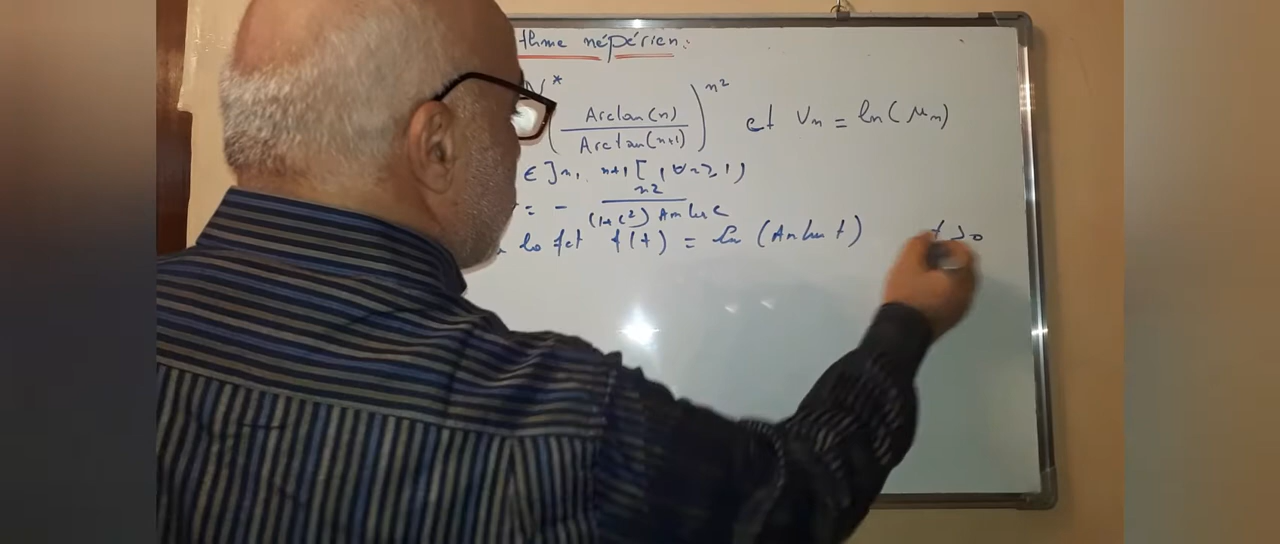 thme népérien:
N*
( Arctan(n) / Arctan(n+1) )^n² et Vn = ln(μn)
∈ ]n, n+1[, ∀n≥1)
= - n² / (1+c²) Arctan c
la fct f(t) = ln (Arctan t) t>0